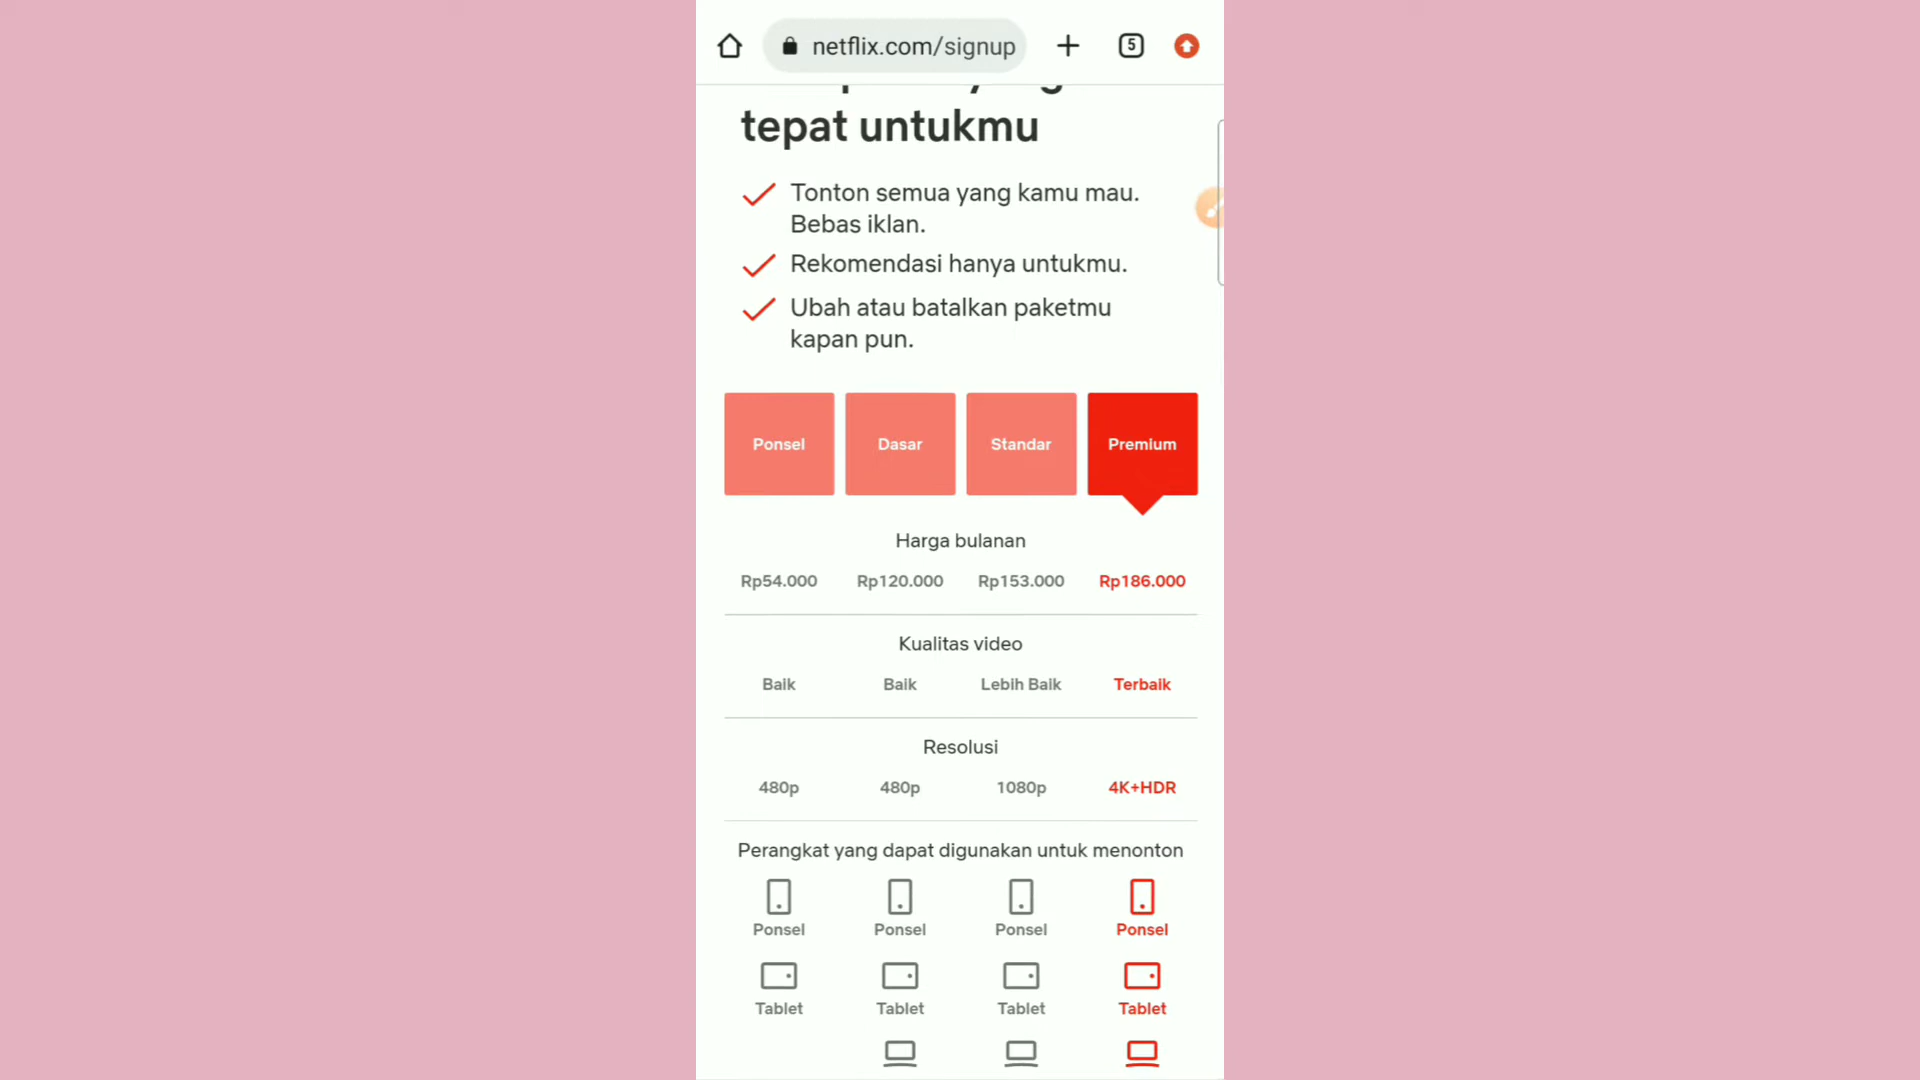 netflix.com/signup
5
tepat untukmu
Tonton semua yang kamu mau.
Bebas iklan.
Rekomendasi hanya untukmu.
Ubah atau batalkan paketmu
kapan pun.
Ponsel Dasar Standar Premium
Harga bulanan
Rp54.000 Rp120.000 Rp153.000 Rp186.000
Kualitas video
Baik Baik Lebih Baik Terbaik
Resolusi
480p 480p 1080p 4K+HDR
Perangkat yang dapat digunakan untuk menonton
Ponsel Ponsel Ponsel Ponsel
Tablet Tablet Tablet Tablet